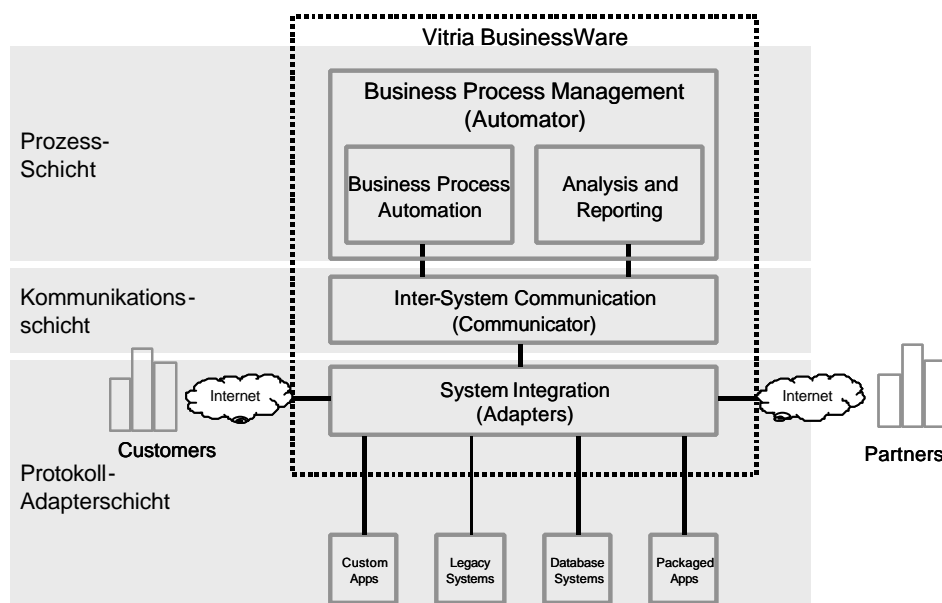 Vitria BusinessWare
Prozess-
Schicht
Business Process Management
(Automator)
Business Process
Automation
Analysis and
Reporting
Kommunikations-
schicht
Inter-System Communication
(Communicator)
Protokoll-
Adapterschicht
Customers
Internet
System Integration
(Adapters)
Internet
Partners
Custom
Apps
Legacy
Systems
Database
Systems
Packaged
Apps